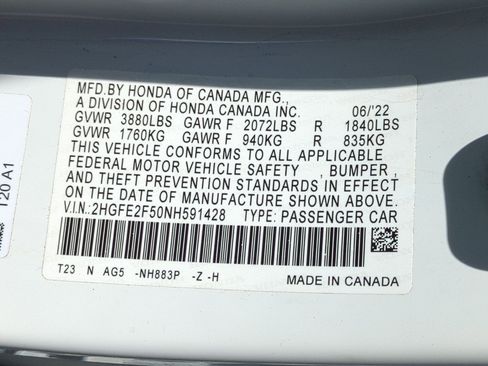 MFD.BY HONDA OF CANADA MFG.,
A DIVISION OF HONDA CANADA INC. 06/'22
GVWR 3880LBS GAWR F 2072LBS R 1840LBS
GVWR 1760KG GAWR F 940KG R 835KG
THIS VEHICLE CONFORMS TO ALL APPLICABLE
FEDERAL MOTOR VEHICLE SAFETY , BUMPER ,
AND THEFT PREVENTION STANDARDS IN EFFECT
ON THE DATE OF MANUFACTURE SHOWN ABOVE.
V.I.N.:2HGFE2F50NH591428 TYPE: PASSENGER CAR
T23 N AG5 -NH883P -Z -H
MADE IN CANADA
T20 A1